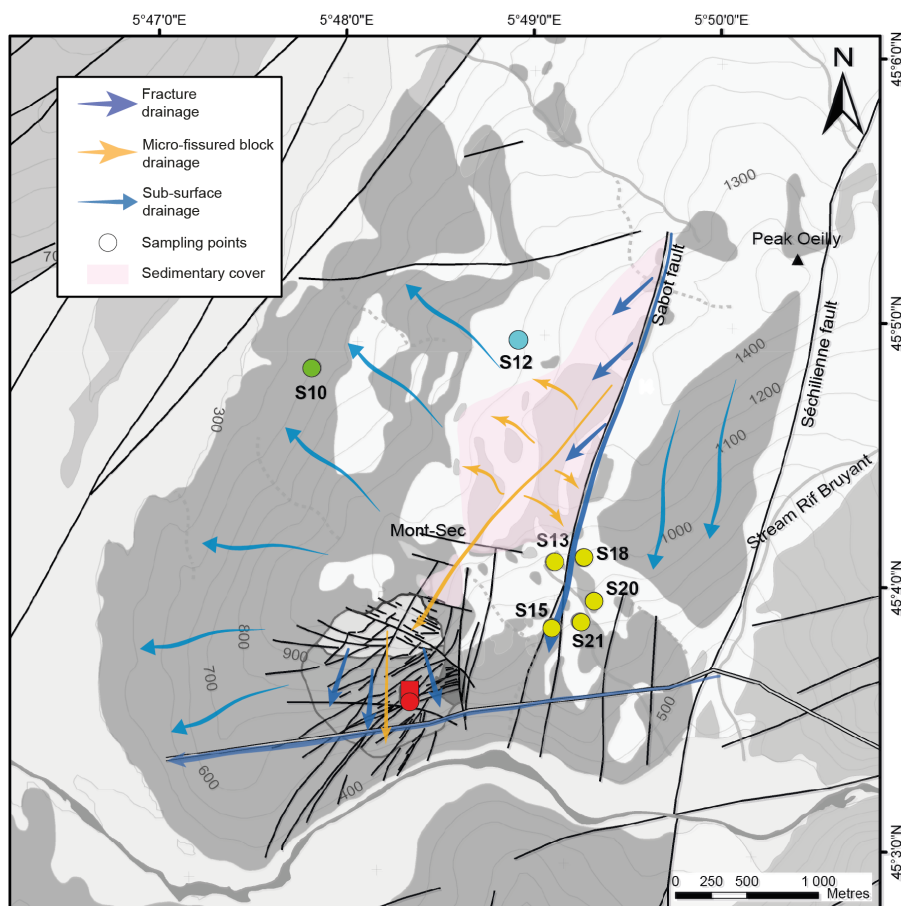 5°47'0"E
5°48'0"E
5°49'0"E
5°50'0"E
45°6'0"N
45°5'0"N
45°4'0"N
45°3'0"N
N
Fracture
drainage
Micro-fissured block
drainage
Sub-surface
drainage
Sampling points
Sedimentary cover
70
1300
Peak Oeilly
Sabot fault
Séchilienne fault
1400
1200
1100
1000
Stream Rif Bruyant
S12
S10
300
Mont-Sec
S13
S18
S20
S15
S21
800
900
700
600
500
400
0 250 500 1 000
Metres